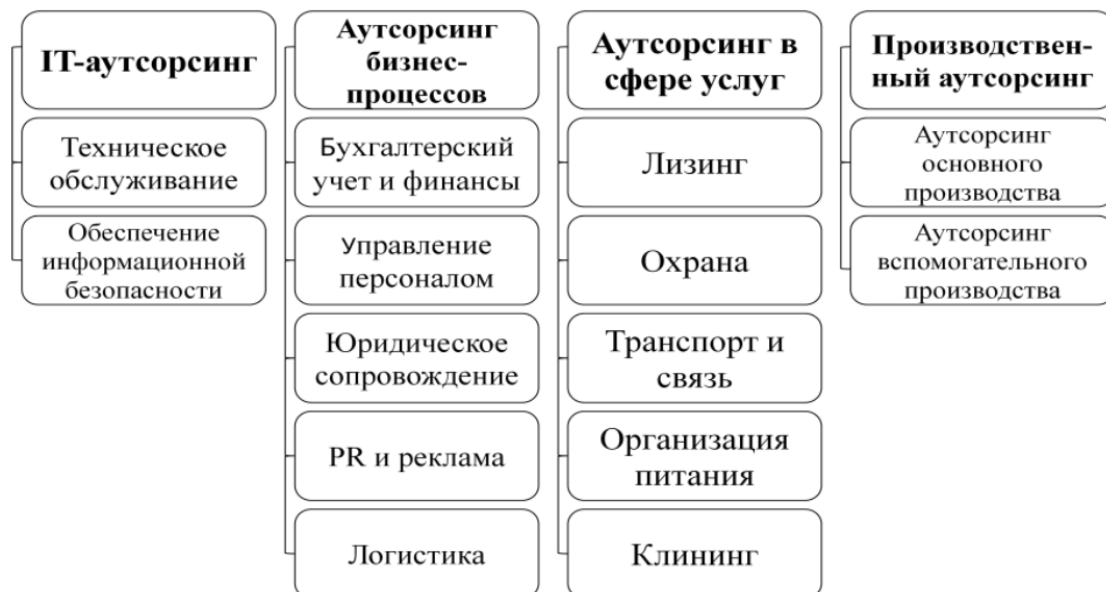 IT-аутсорсинг
Техническое
обслуживание
Обеспечение
информационной
безопасности
Аутсорсинг
бизнес-
процессов
Бухгалтерский
учет и финансы
Управление
персоналом
Юридическое
сопровождение
PR и реклама
Логистика
Аутсорсинг в
сфере услуг
Лизинг
Охрана
Транспорт и
связь
Организация
питания
Клининг
Производствен-
ный аутсорсинг
Аутсорсинг
основного
производства
Аутсорсинг
вспомогательного
производства